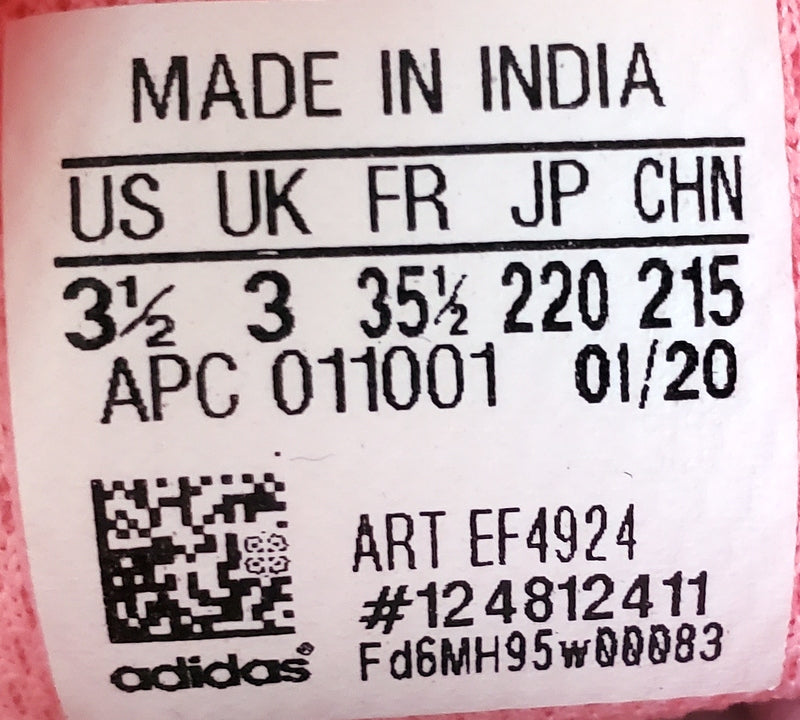 MADE IN INDIA
US UK FR JP CHN
3½ 3 35½ 220 215
APC 011001 01/20
ART EF4924
#124812411
Fd6MH95w00083
adidas®